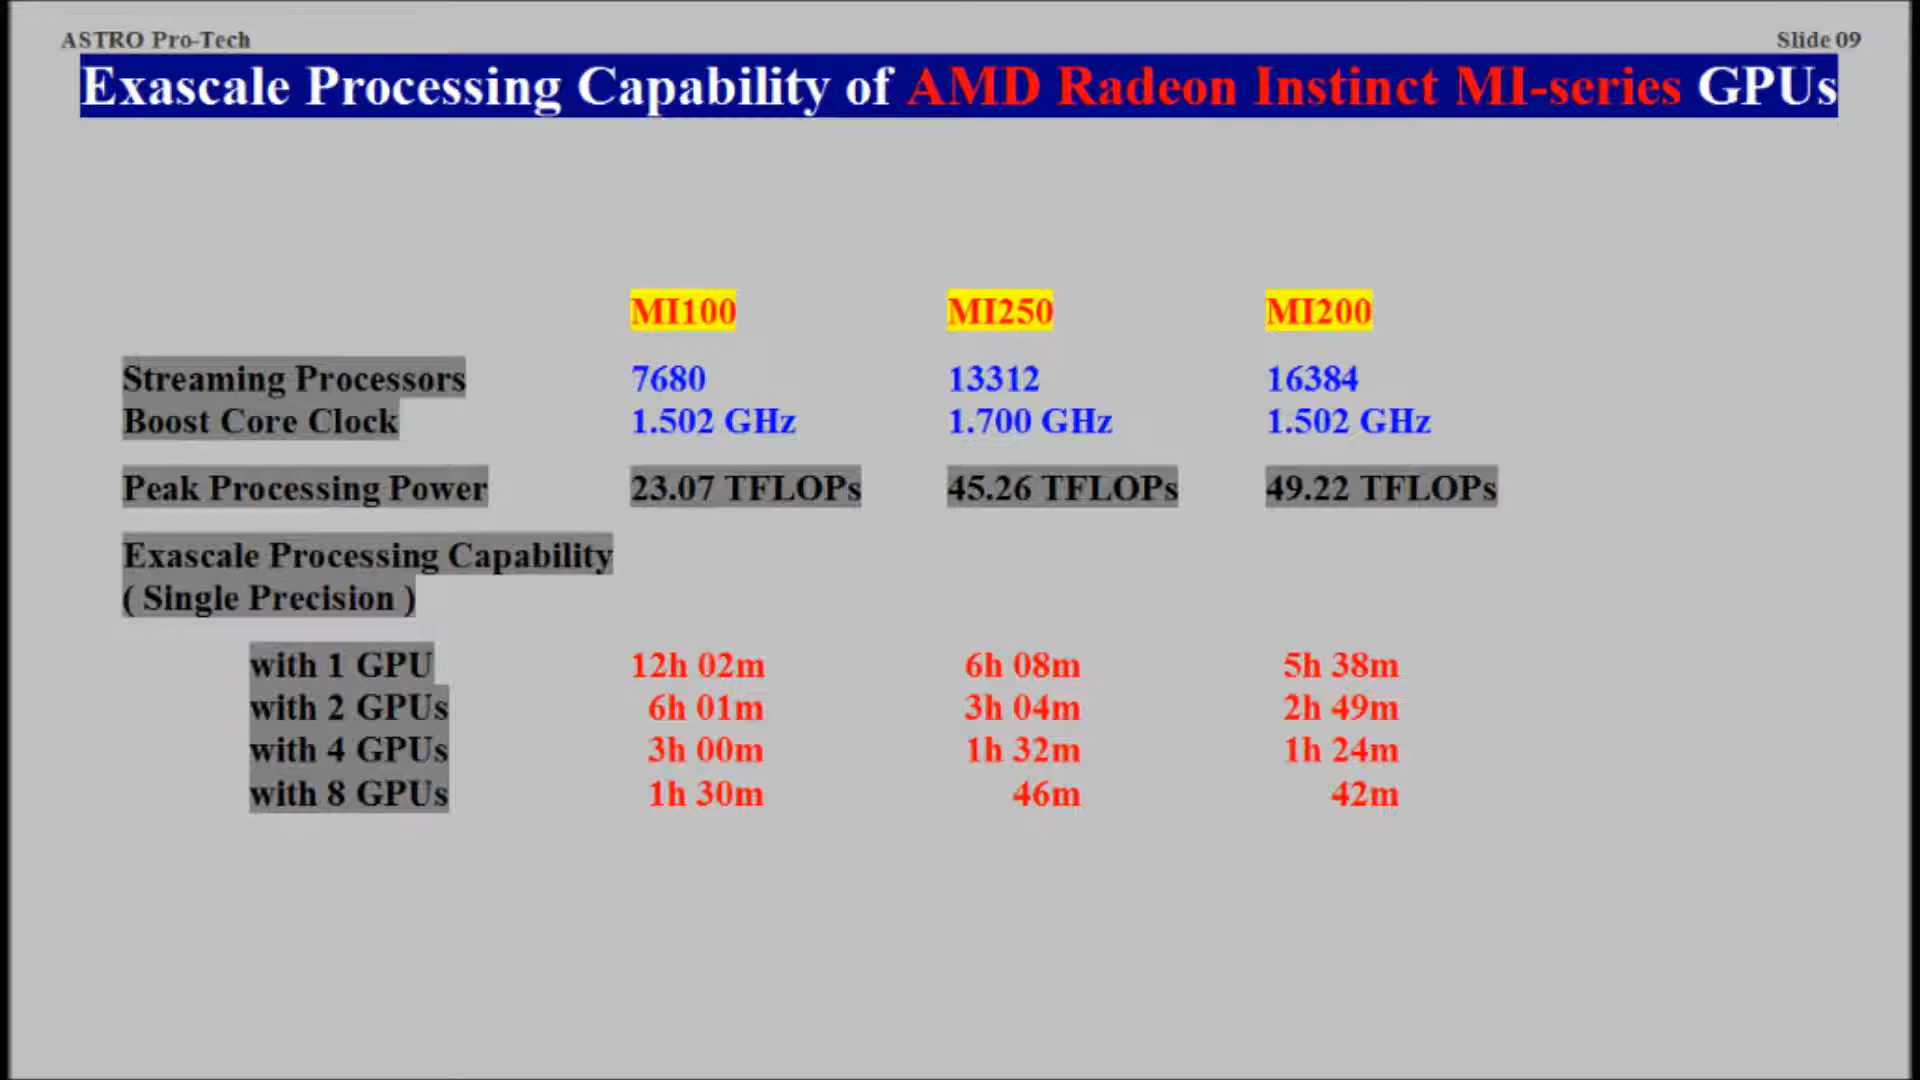 ASTRO Pro-Tech Slide 09
Exascale Processing Capability of AMD Radeon Instinct MI-series GPUs
MI100 MI250 MI200
Streaming Processors 7680 13312 16384
Boost Core Clock 1.502 GHz 1.700 GHz 1.502 GHz
Peak Processing Power 23.07 TFLOPs 45.26 TFLOPs 49.22 TFLOPs
Exascale Processing Capability
( Single Precision )
with 1 GPU 12h 02m 6h 08m 5h 38m
with 2 GPUs 6h 01m 3h 04m 2h 49m
with 4 GPUs 3h 00m 1h 32m 1h 24m
with 8 GPUs 1h 30m 46m 42m